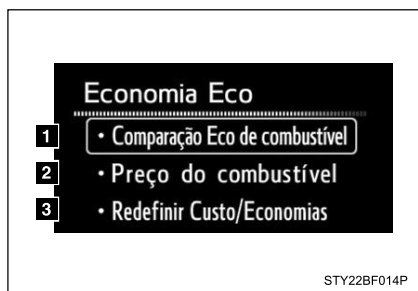 Economia Eco
1 • Comparação Eco de combustível
2 • Preço do combustível
3 • Redefinir Custo/Economias
STY22BF014P